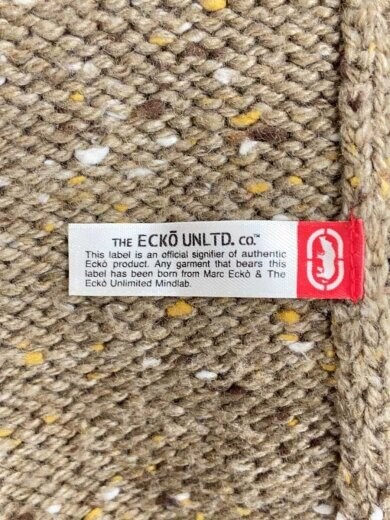 THE ECKŌ UNLTD. CO.™
This label is an official signifier of authentic
Eckō product. Any garment that bears this
label has been born from Marc Eckō & The
Eckō Unlimited Mindlab.